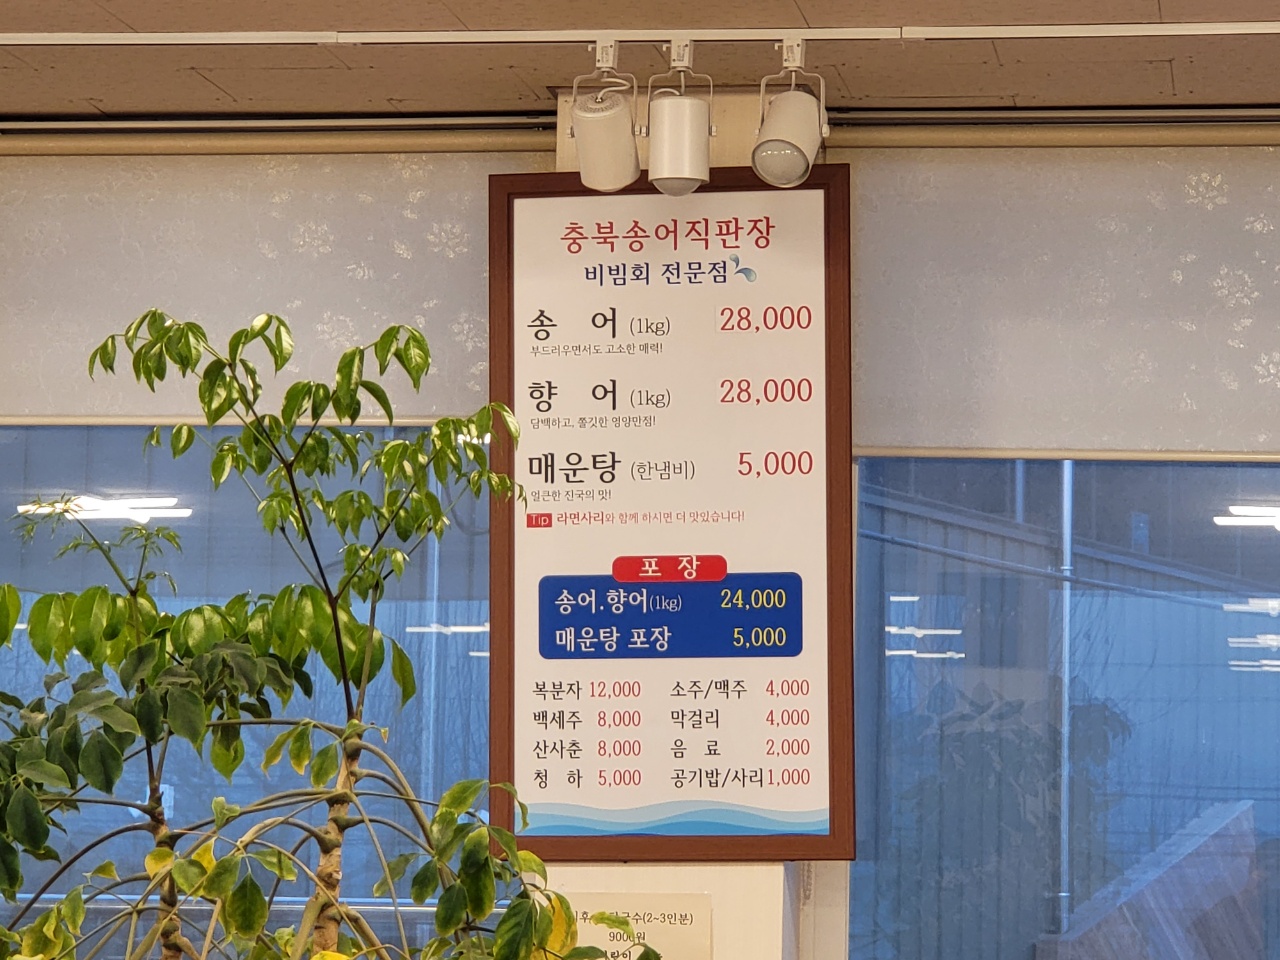 충북송어직판장
비빔회 전문점
송 어 (1kg) 28,000
부드러우면서도 고소한 매력!
향 어 (1kg) 28,000
담백하고, 쫄깃한 영양만점!
매운탕 (한냄비) 5,000
얼큰한 진국의 맛!
Tip 라면사리와 함께 하시면 더 맛있습니다!
포 장
송어.향어(1kg) 24,000
매운탕 포장 5,000
복분자 12,000 소주/맥주 4,000
백세주 8,000 막걸리 4,000
산사춘 8,000 음 료 2,000
청 하 5,000 공기밥/사리 1,000
(2~3인분)
9000원